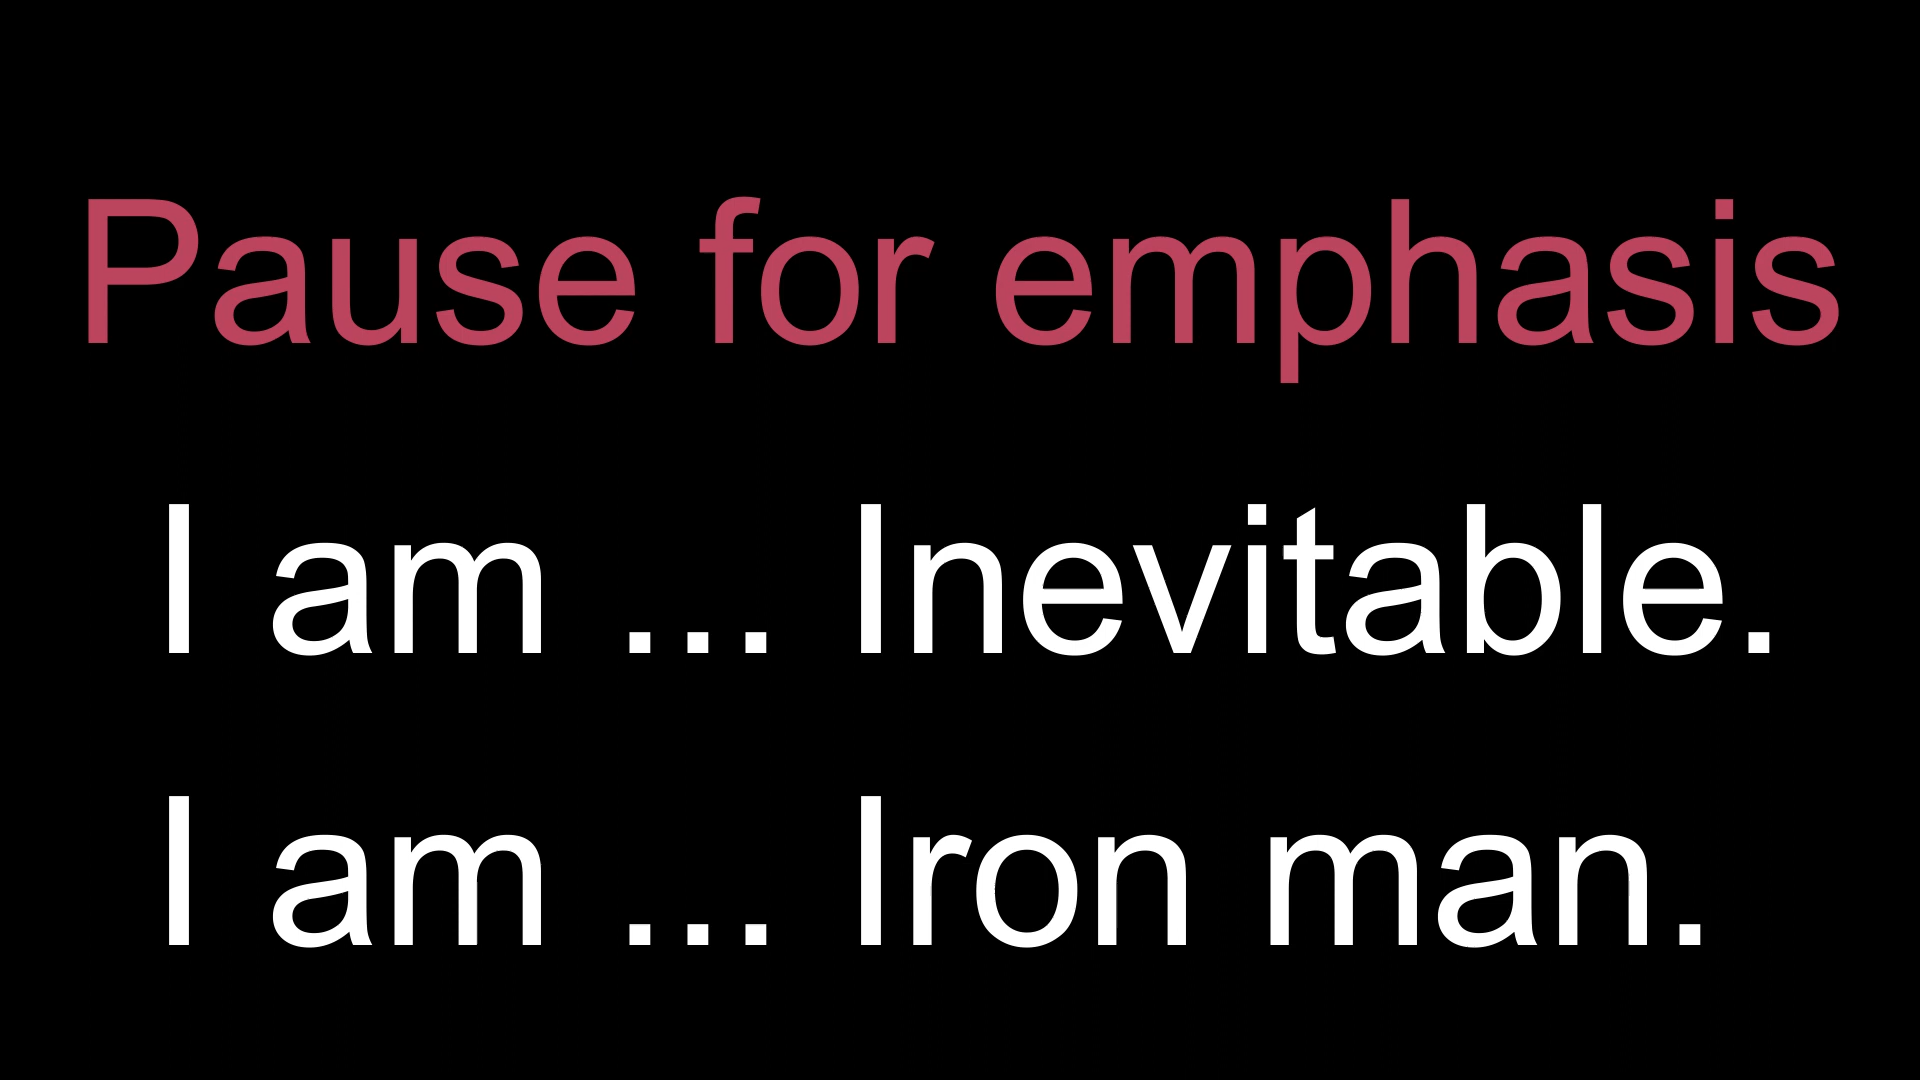 Pause for emphasis
I am ... Inevitable.
I am ... Iron man.